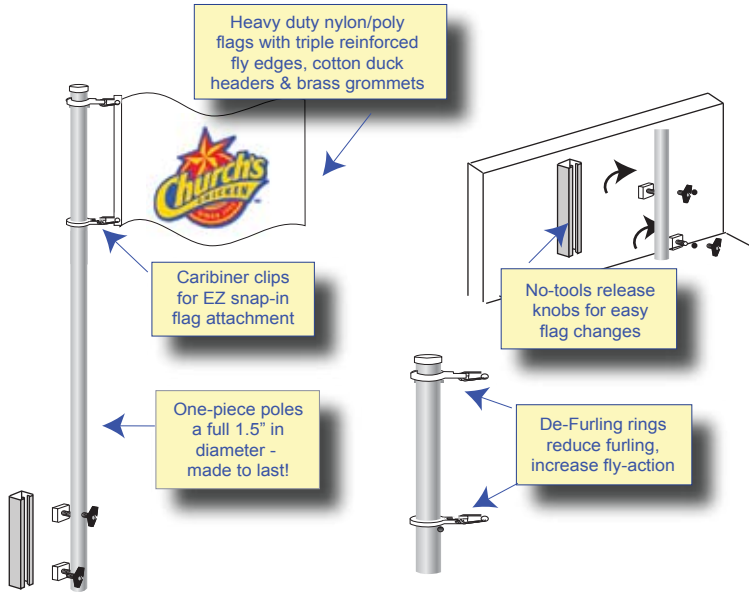 Heavy duty nylon/poly
flags with triple reinforced
fly edges, cotton duck
headers & brass grommets
Church's
CHICKEN
Caribiner clips
for EZ snap-in
flag attachment
No-tools release
knobs for easy
flag changes
One-piece poles
a full 1.5" in
diameter -
made to last!
De-Furling rings
reduce furling,
increase fly-action